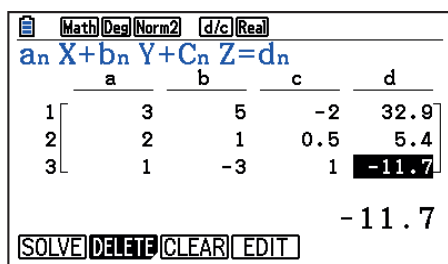 Math Deg Norm2 d/c Real
an X+bn Y+Cn Z=dn
a b c d
1 3 5 -2 32.9
2 2 1 0.5 5.4
3 1 -3 1 -11.7
-11.7
SOLVE DELETE CLEAR EDIT